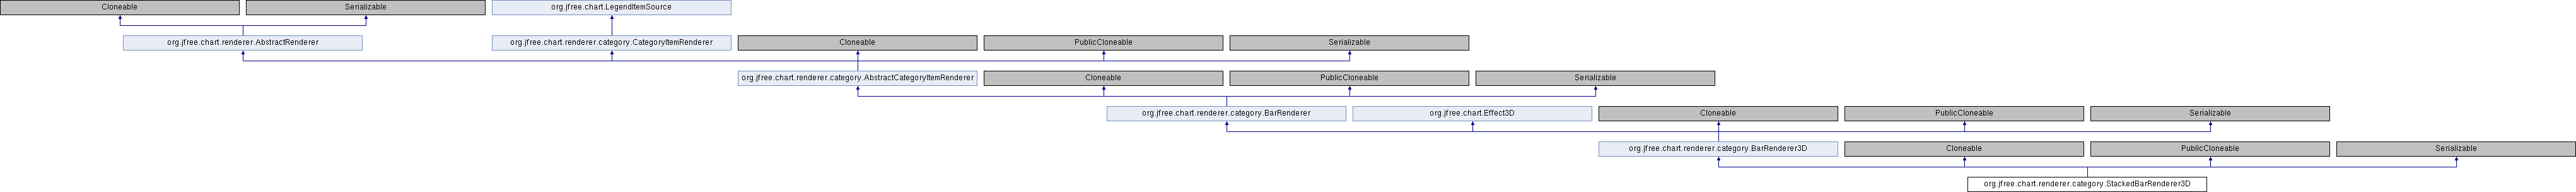 Cloneable
Serializable
org.jfree.chart.LegendItemSource
org.jfree.chart.renderer.AbstractRenderer
org.jfree.chart.renderer.category.CategoryItemRenderer
Cloneable
PublicCloneable
Serializable
org.jfree.chart.renderer.category.AbstractCategoryItemRenderer
Cloneable
PublicCloneable
Serializable
org.jfree.chart.renderer.category.BarRenderer
org.jfree.chart.Effect3D
Cloneable
PublicCloneable
Serializable
org.jfree.chart.renderer.category.BarRenderer3D
Cloneable
PublicCloneable
Serializable
org.jfree.chart.renderer.category.StackedBarRenderer3D